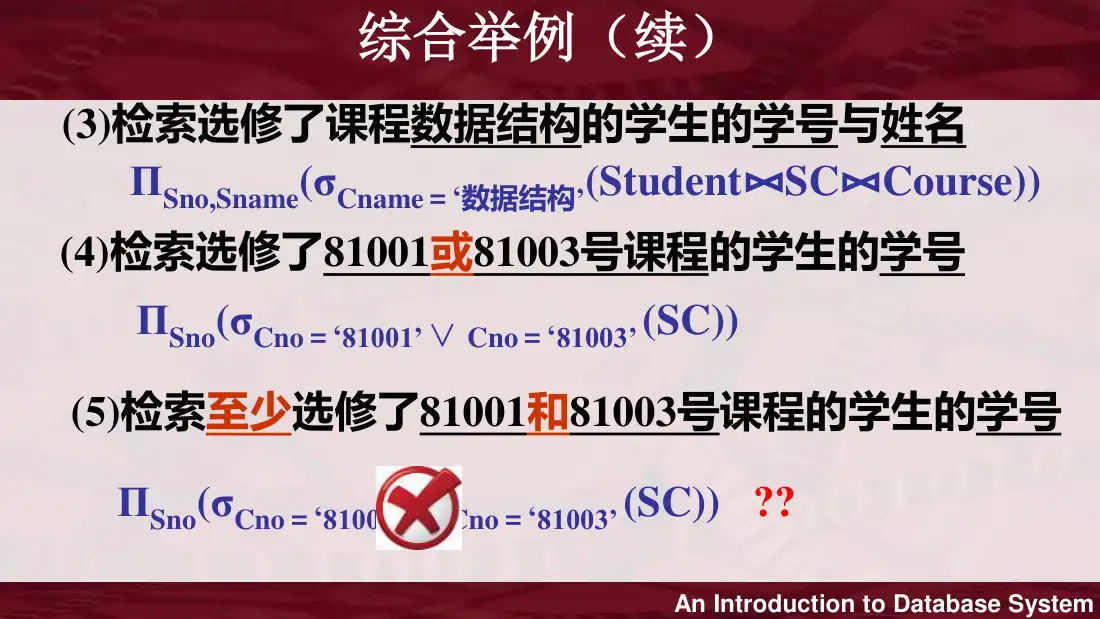 综合举例（续）
(3)检索选修了课程数据结构的学生的学号与姓名
ΠSno,Sname(σCname＝‘数据结构’(Student⋈SC⋈Course))
(4)检索选修了81001或81003号课程的学生的学号
ΠSno(σCno＝‘81001’∨ Cno＝‘81003’(SC))
(5)检索至少选修了81001和81003号课程的学生的学号
ΠSno(σCno＝‘8100 Cno＝‘81003’(SC)) ??
An Introduction to Database System